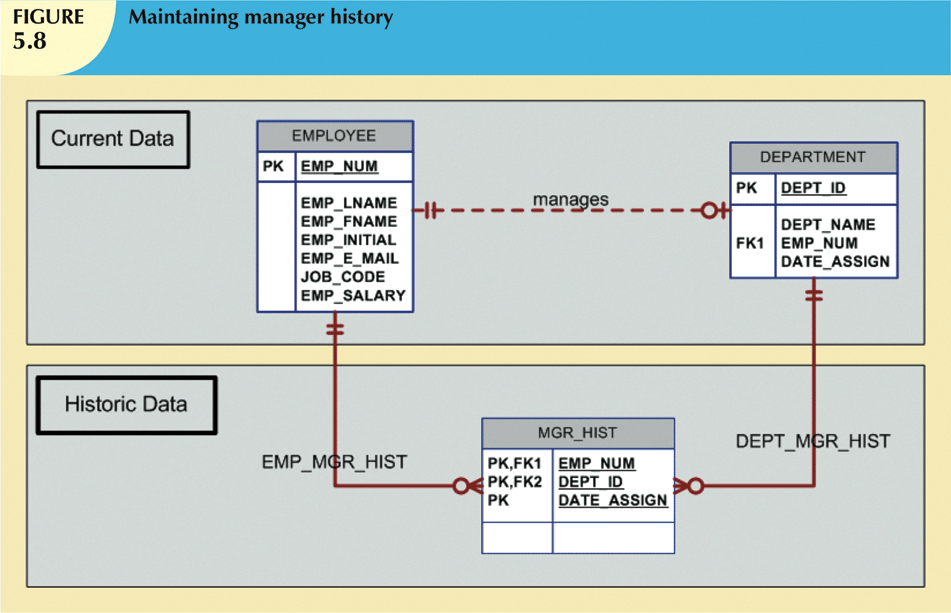 FIGURE 5.8
Maintaining manager history
Current Data
EMPLOYEE
PK EMP_NUM
EMP_LNAME
EMP_FNAME
EMP_INITIAL
EMP_E_MAIL
JOB_CODE
EMP_SALARY
manages
DEPARTMENT
PK DEPT_ID
DEPT_NAME
FK1 EMP_NUM
DATE_ASSIGN
Historic Data
EMP_MGR_HIST
MGR_HIST
PK,FK1 EMP_NUM
PK,FK2 DEPT_ID
PK DATE_ASSIGN
DEPT_MGR_HIST